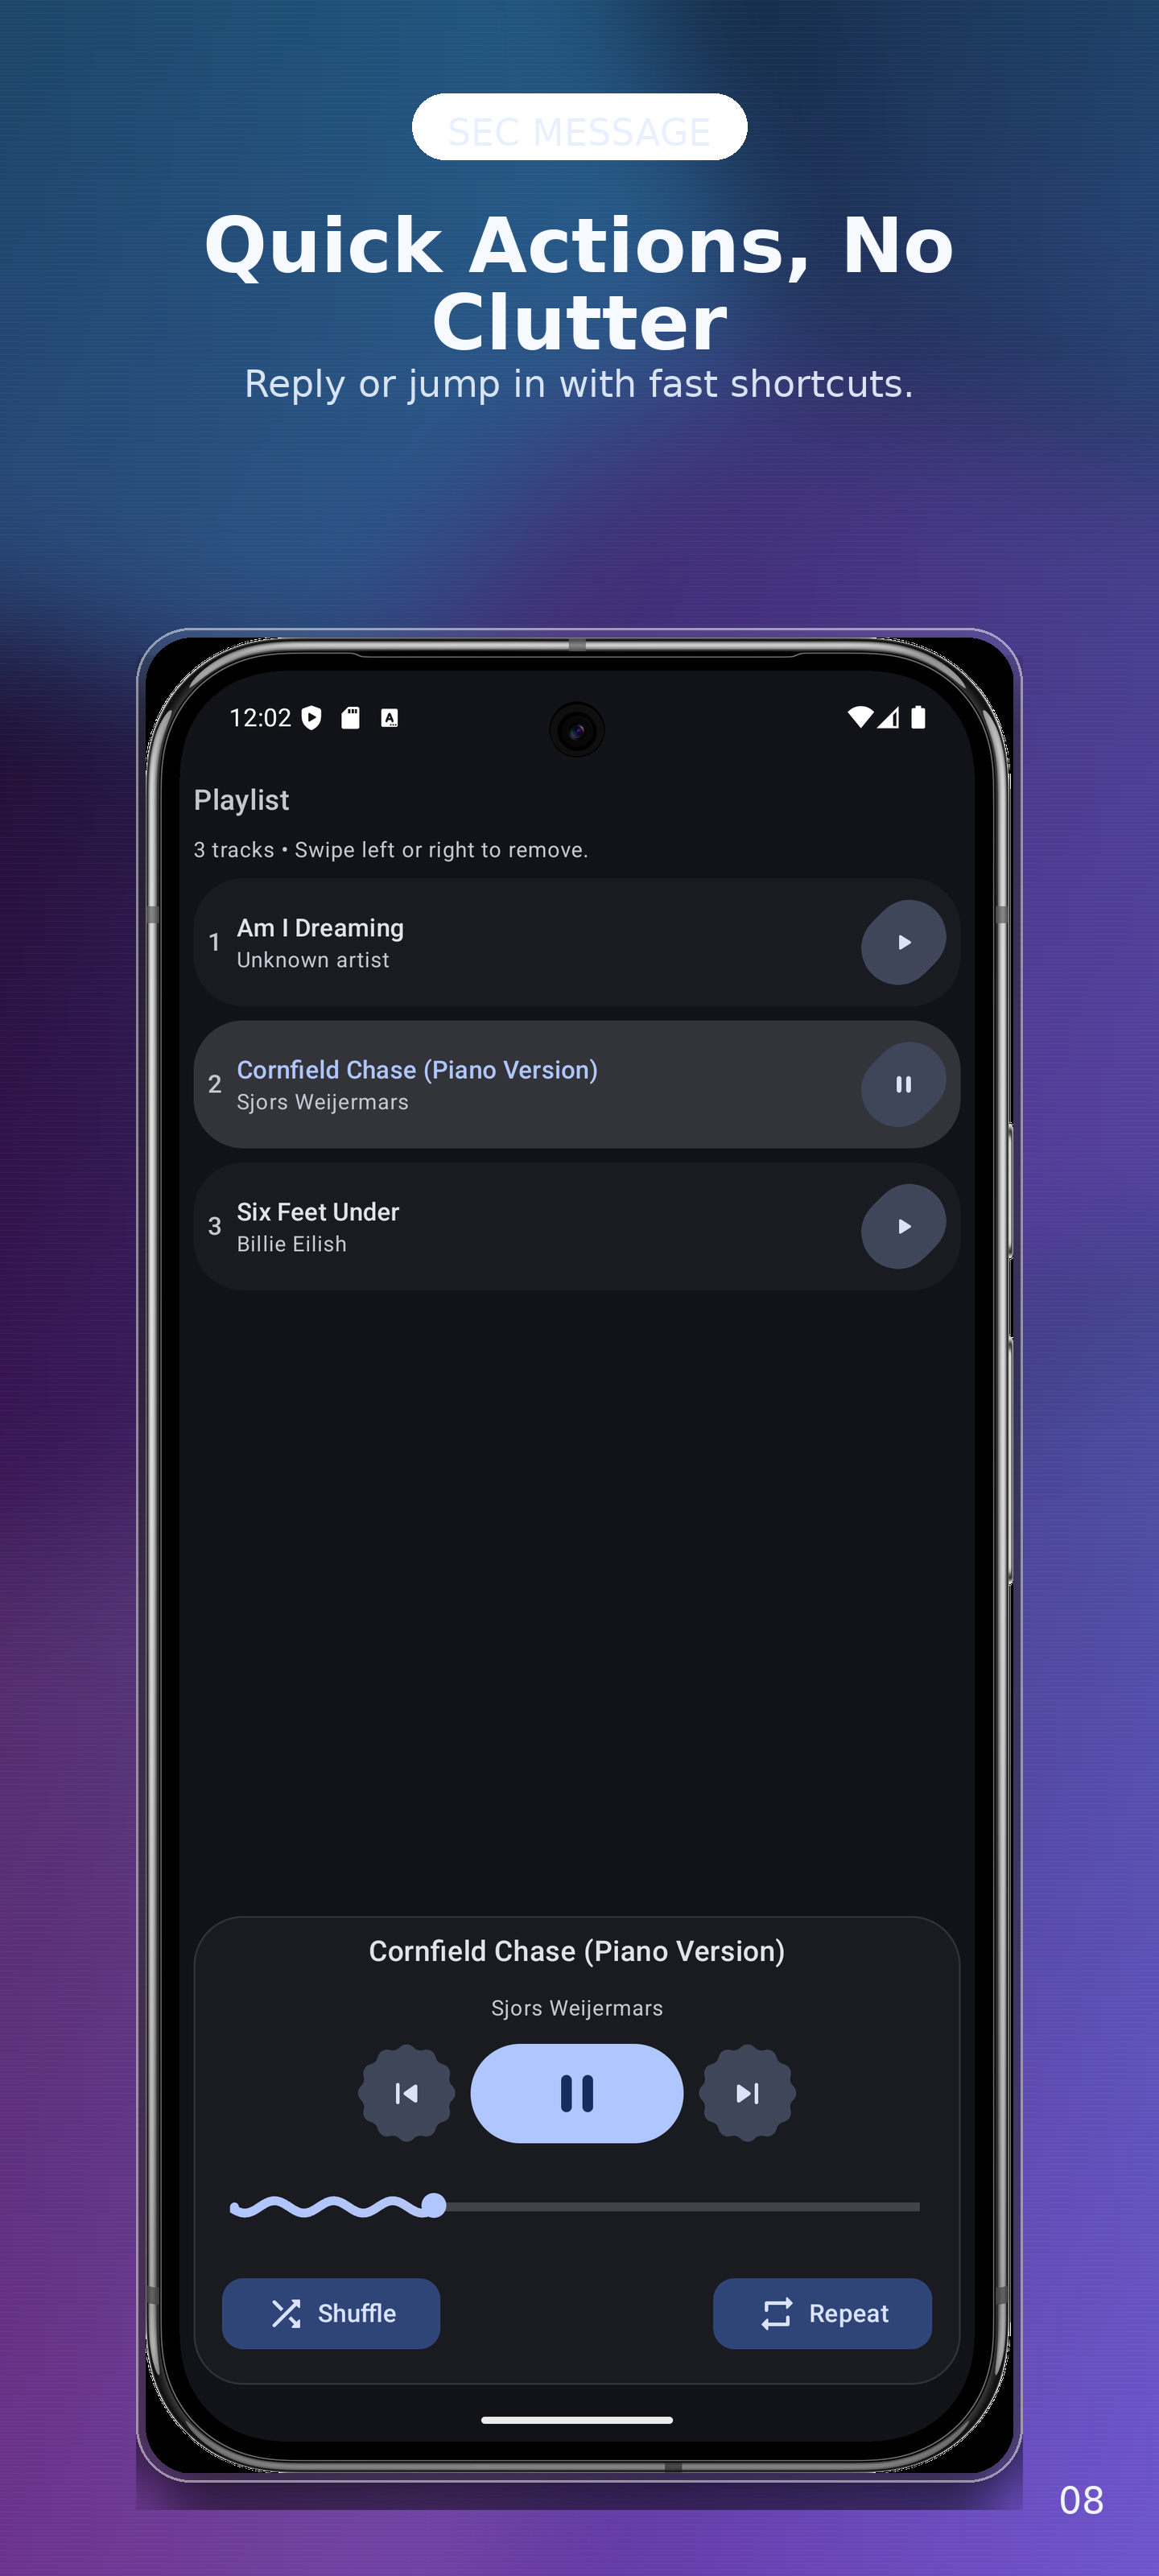 SEC MESSAGE
Quick Actions, No
Clutter
Reply or jump in with fast shortcuts.
12:02
Playlist
3 tracks • Swipe left or right to remove.
1
Am I Dreaming
Unknown artist
2
Cornfield Chase (Piano Version)
Sjors Weijermars
3
Six Feet Under
Billie Eilish
Cornfield Chase (Piano Version)
Sjors Weijermars
Shuffle
Repeat
08